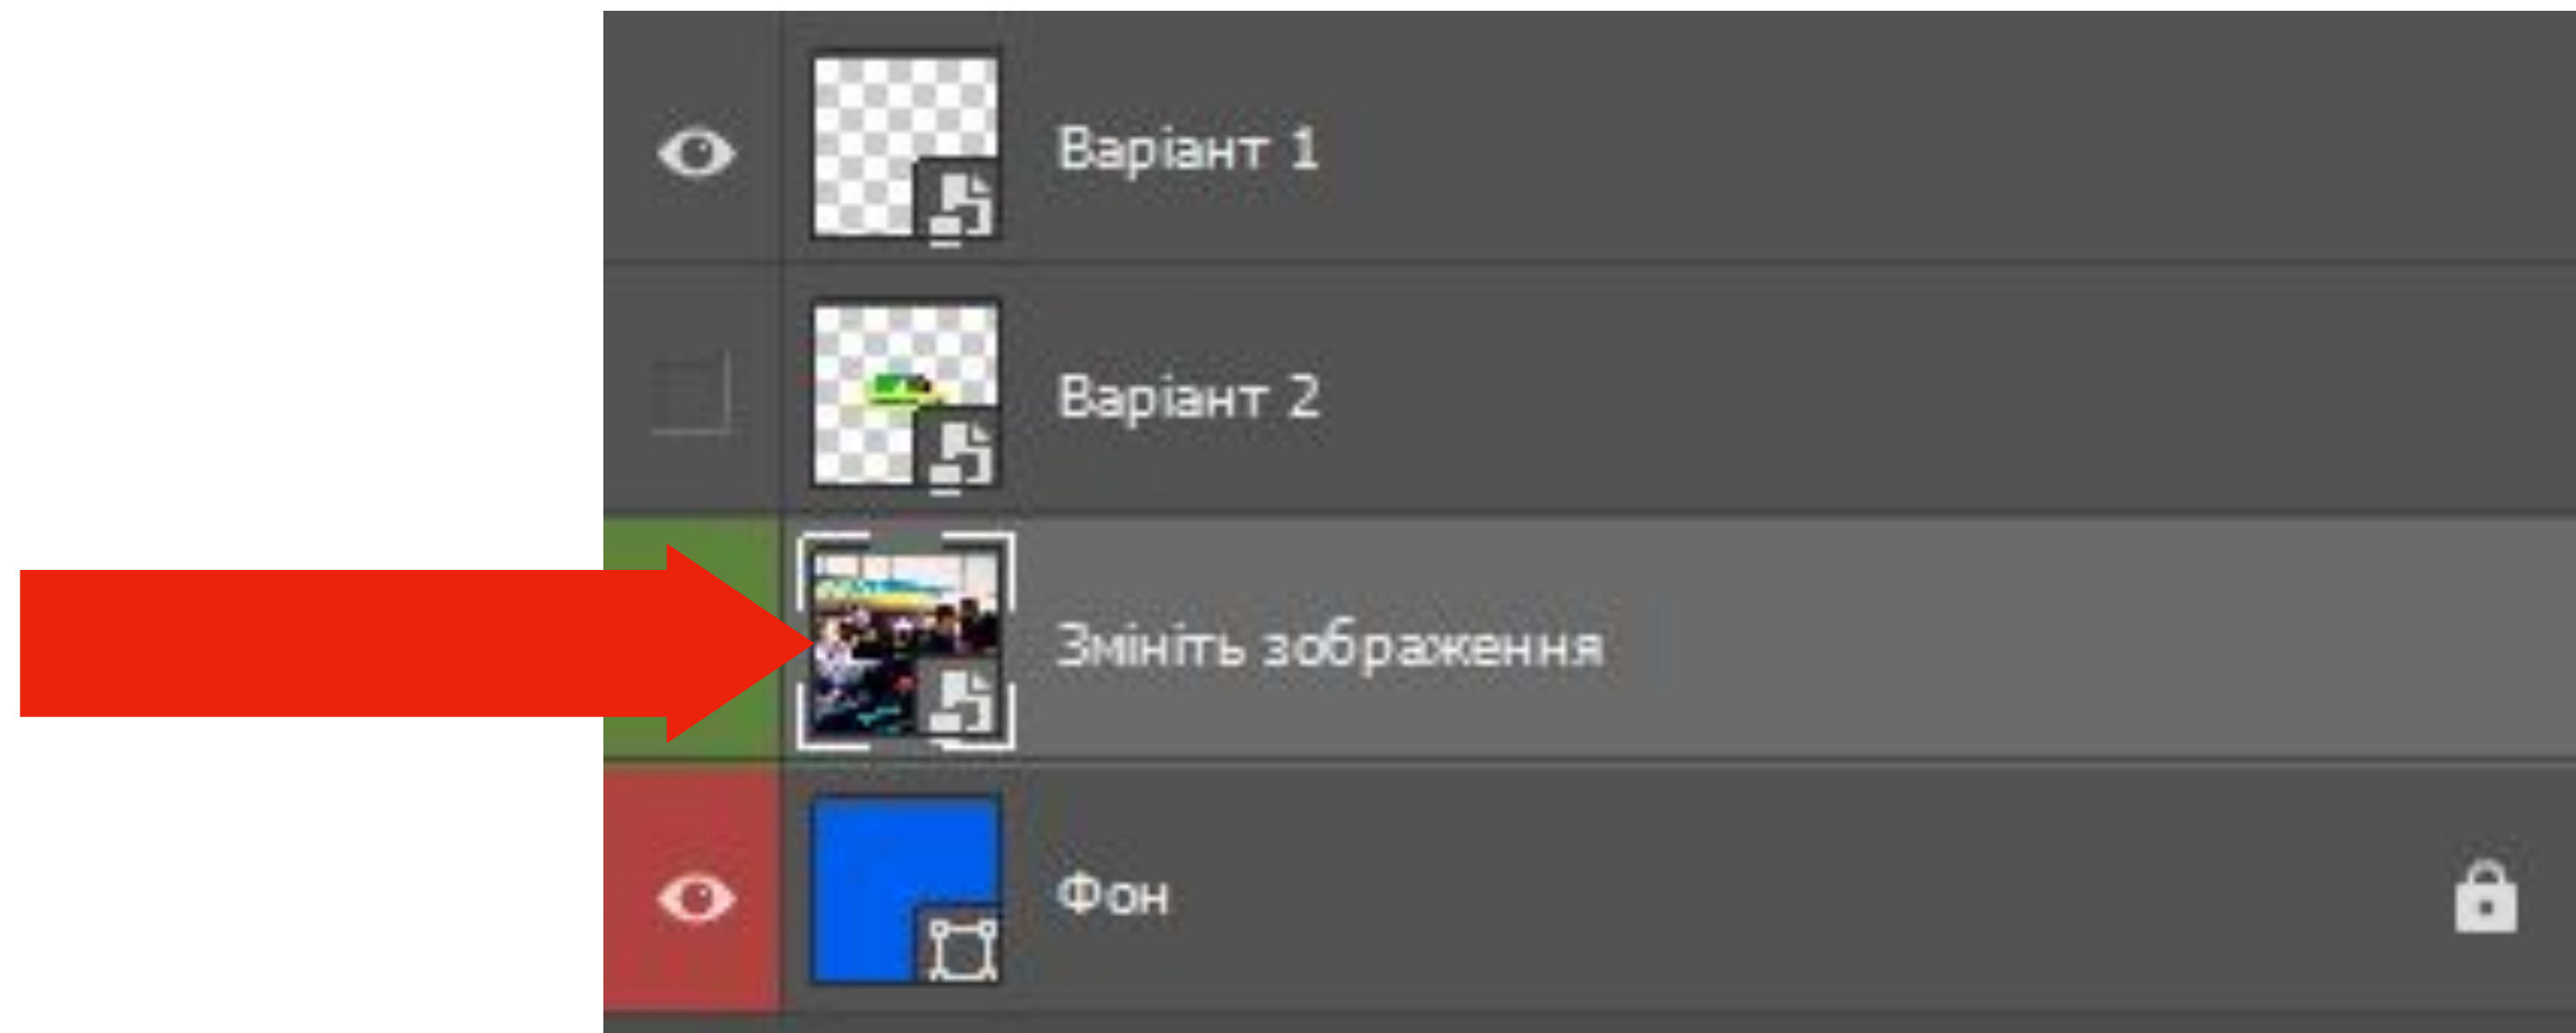 Варіант 1
Варіант 2
Змініть зображення
Фон